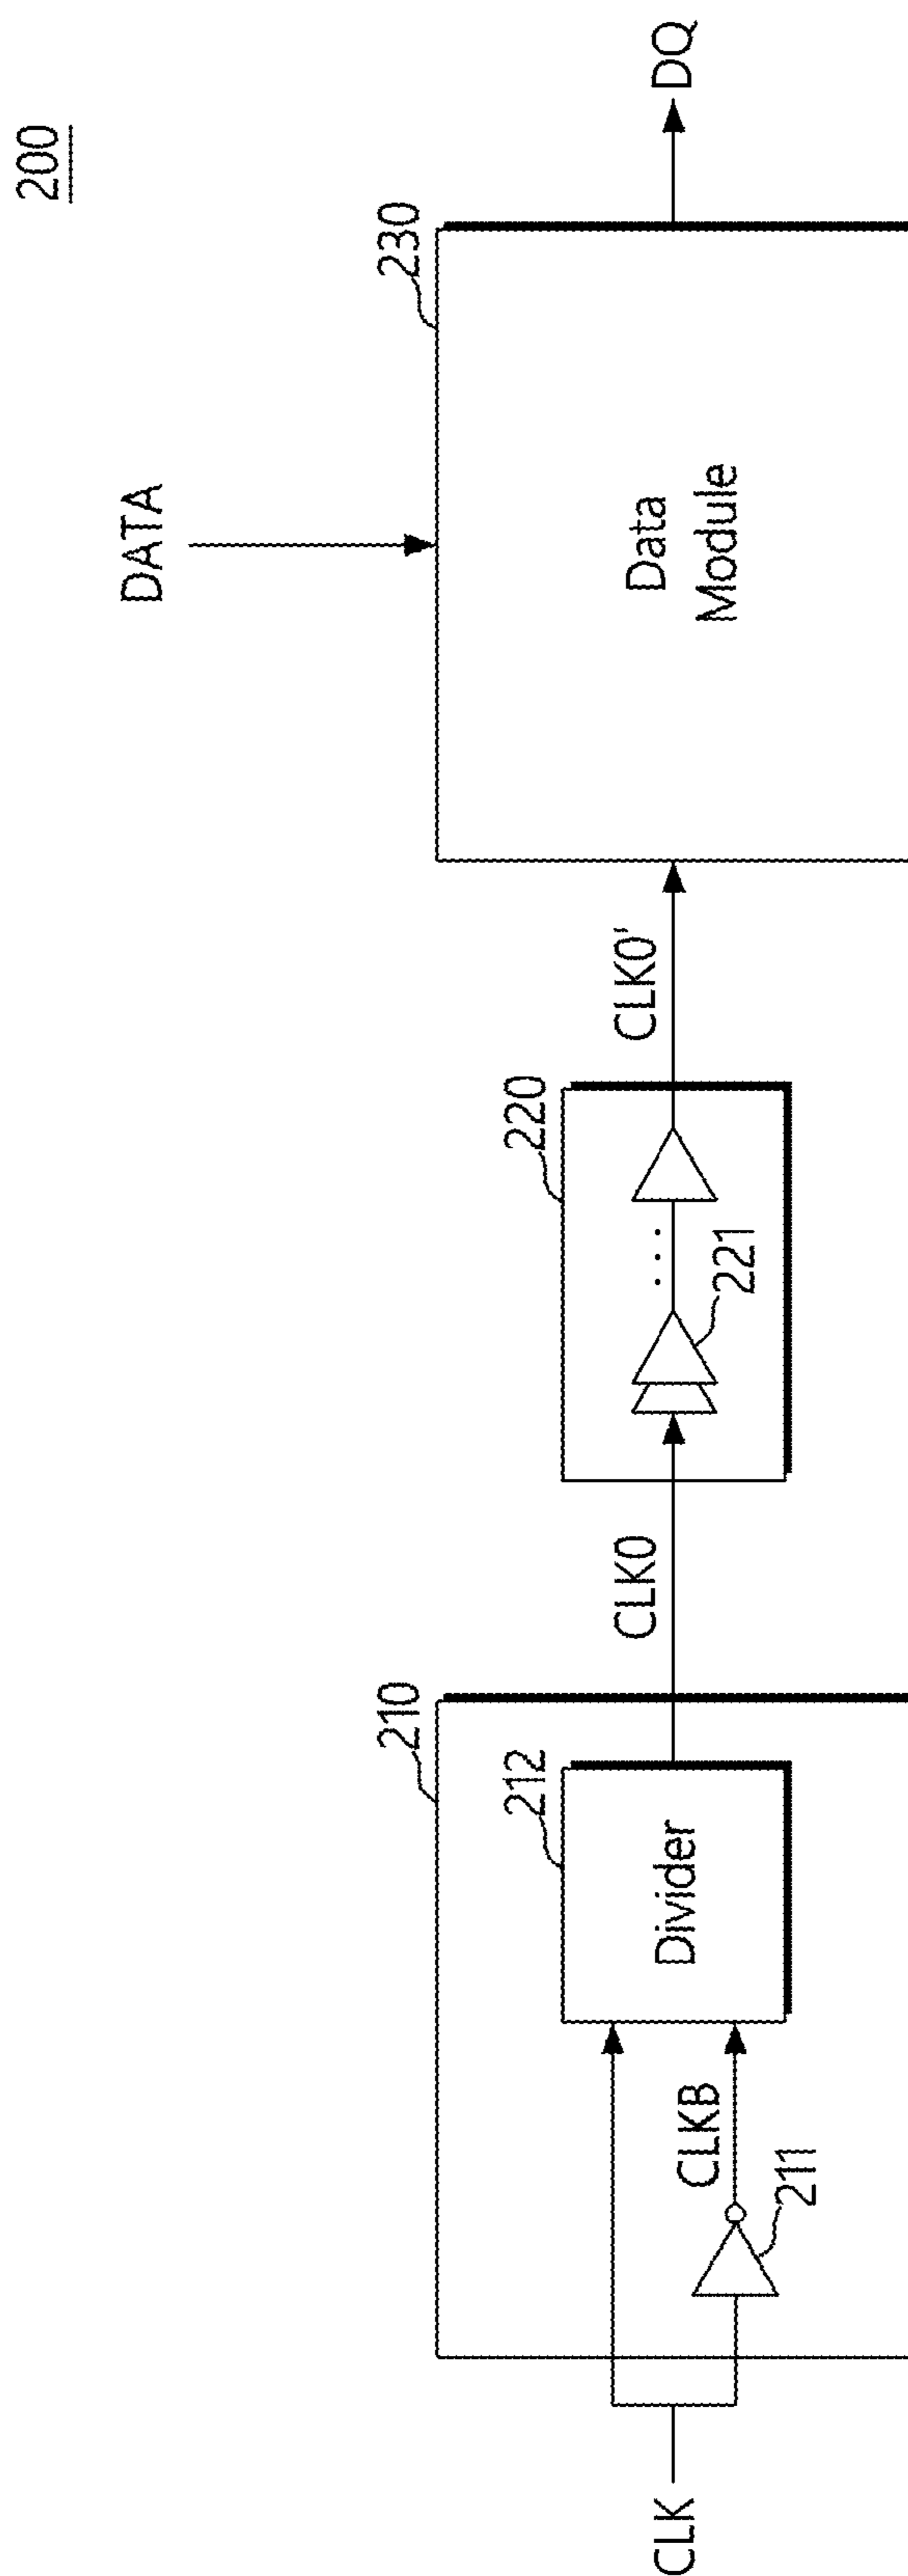 200
DATA
230
Data
Module
DQ
210
212
Divider
CLK
CLKB
211
CLK0
220
221
CLK0'